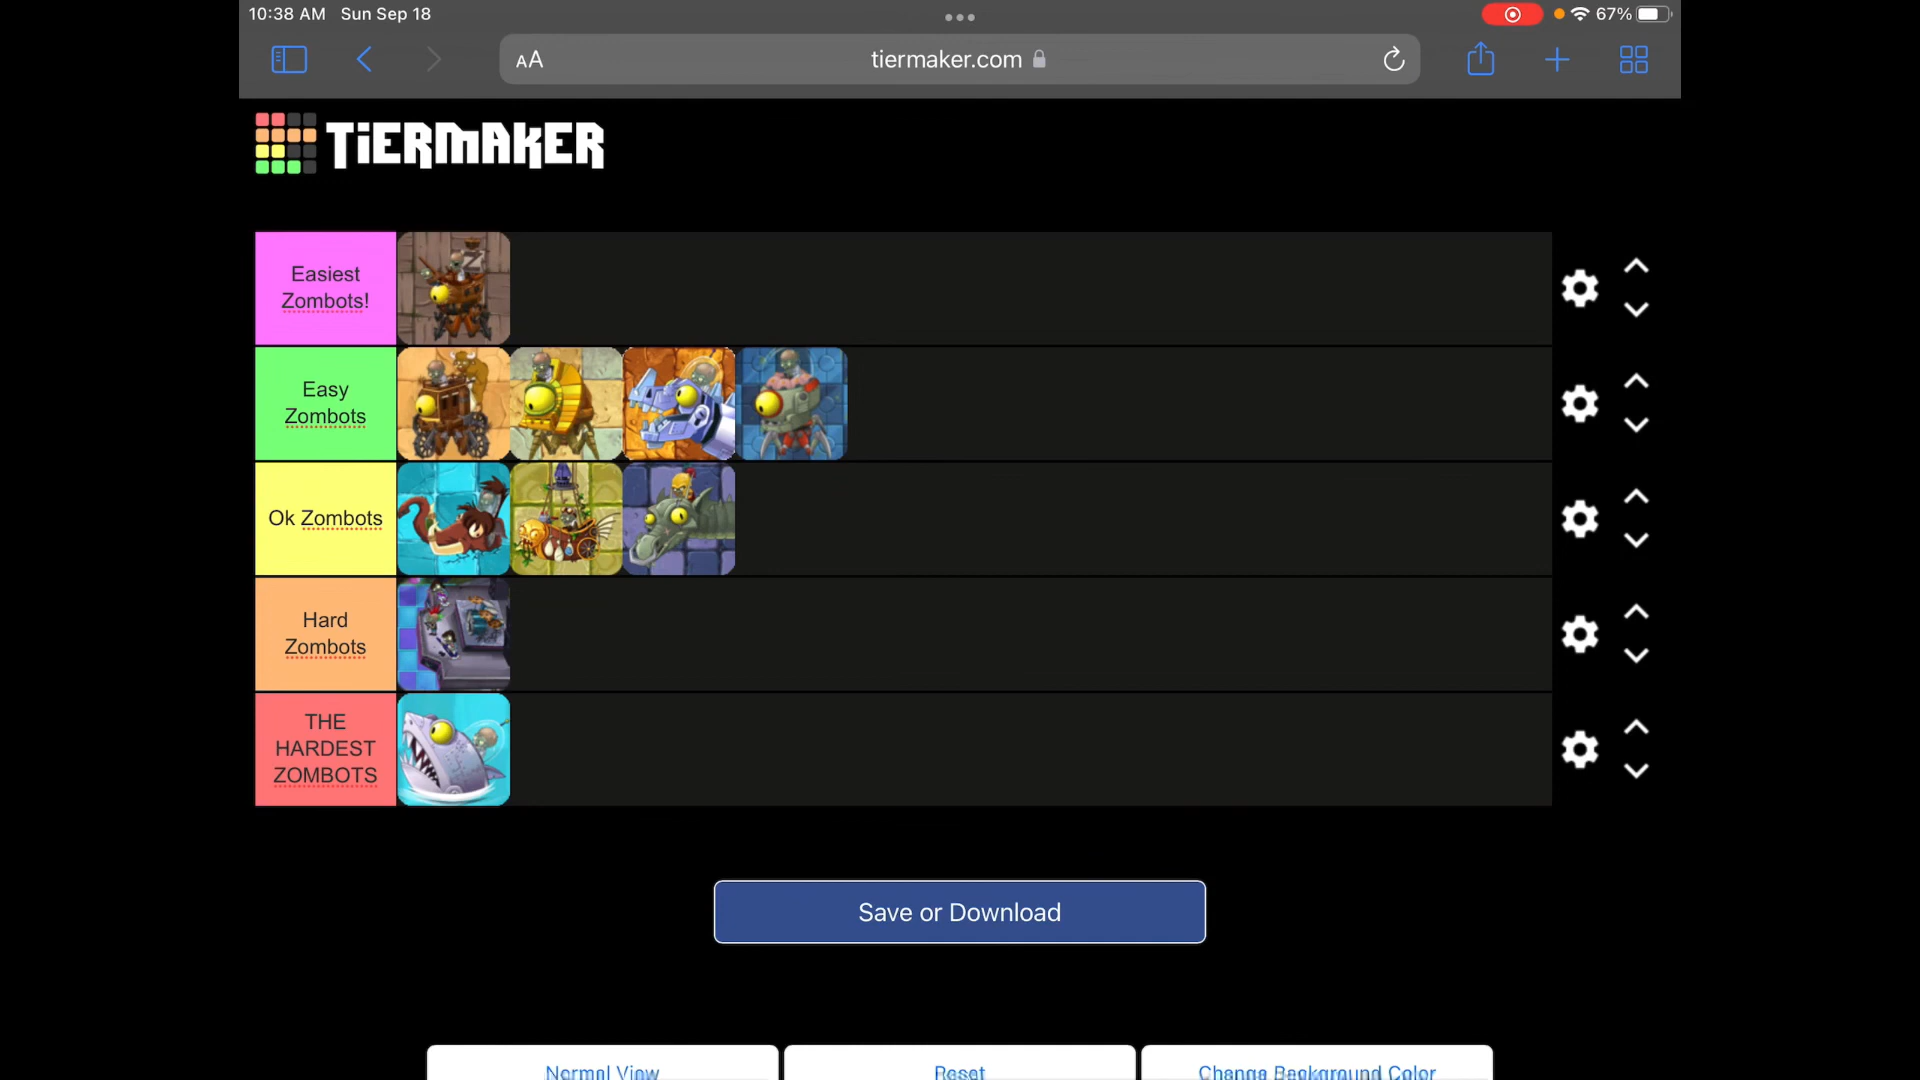 10:38 AM Sun Sep 18
67%
AA
tiermaker.com
TiERMAKER
Easiest
Zombots!
Easy
Zombots
Ok Zombots
Hard
Zombots
THE
HARDEST
ZOMBOTS
Save or Download
Normal View
Reset
Change Background Color